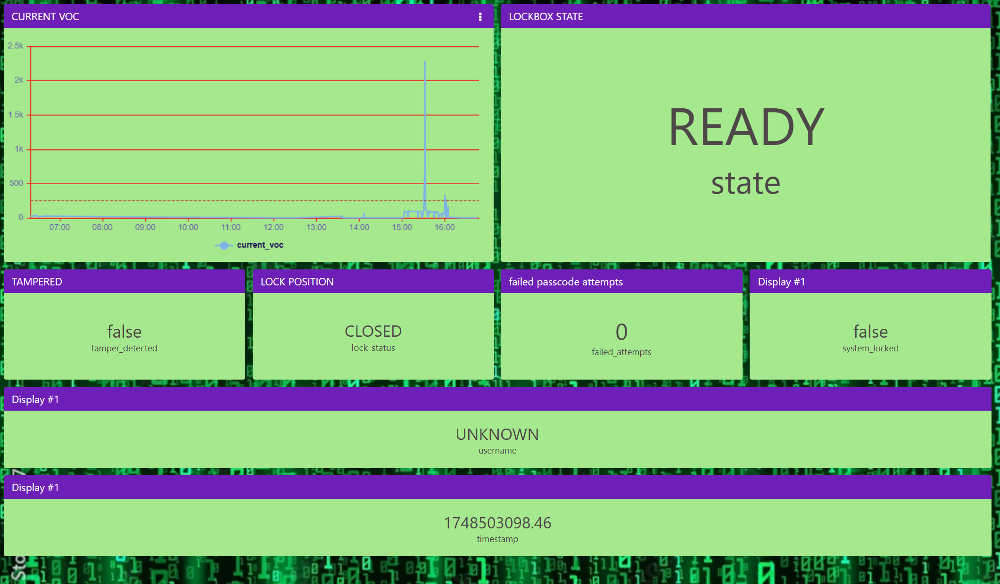 CURRENT VOC
2.5k
2k
1.5k
1k
500
0
07:00 08:00 09:00 10:00 11:00 12:00 13:00 14:00 15:00 16:00
current_voc
LOCKBOX STATE
READY
state
TAMPERED
false
tamper_detected
LOCK POSITION
CLOSED
lock_status
failed passcode attempts
0
failed_attempts
Display #1
false
system_locked
Display #1
UNKNOWN
username
Display #1
1748503098.46
timestamp